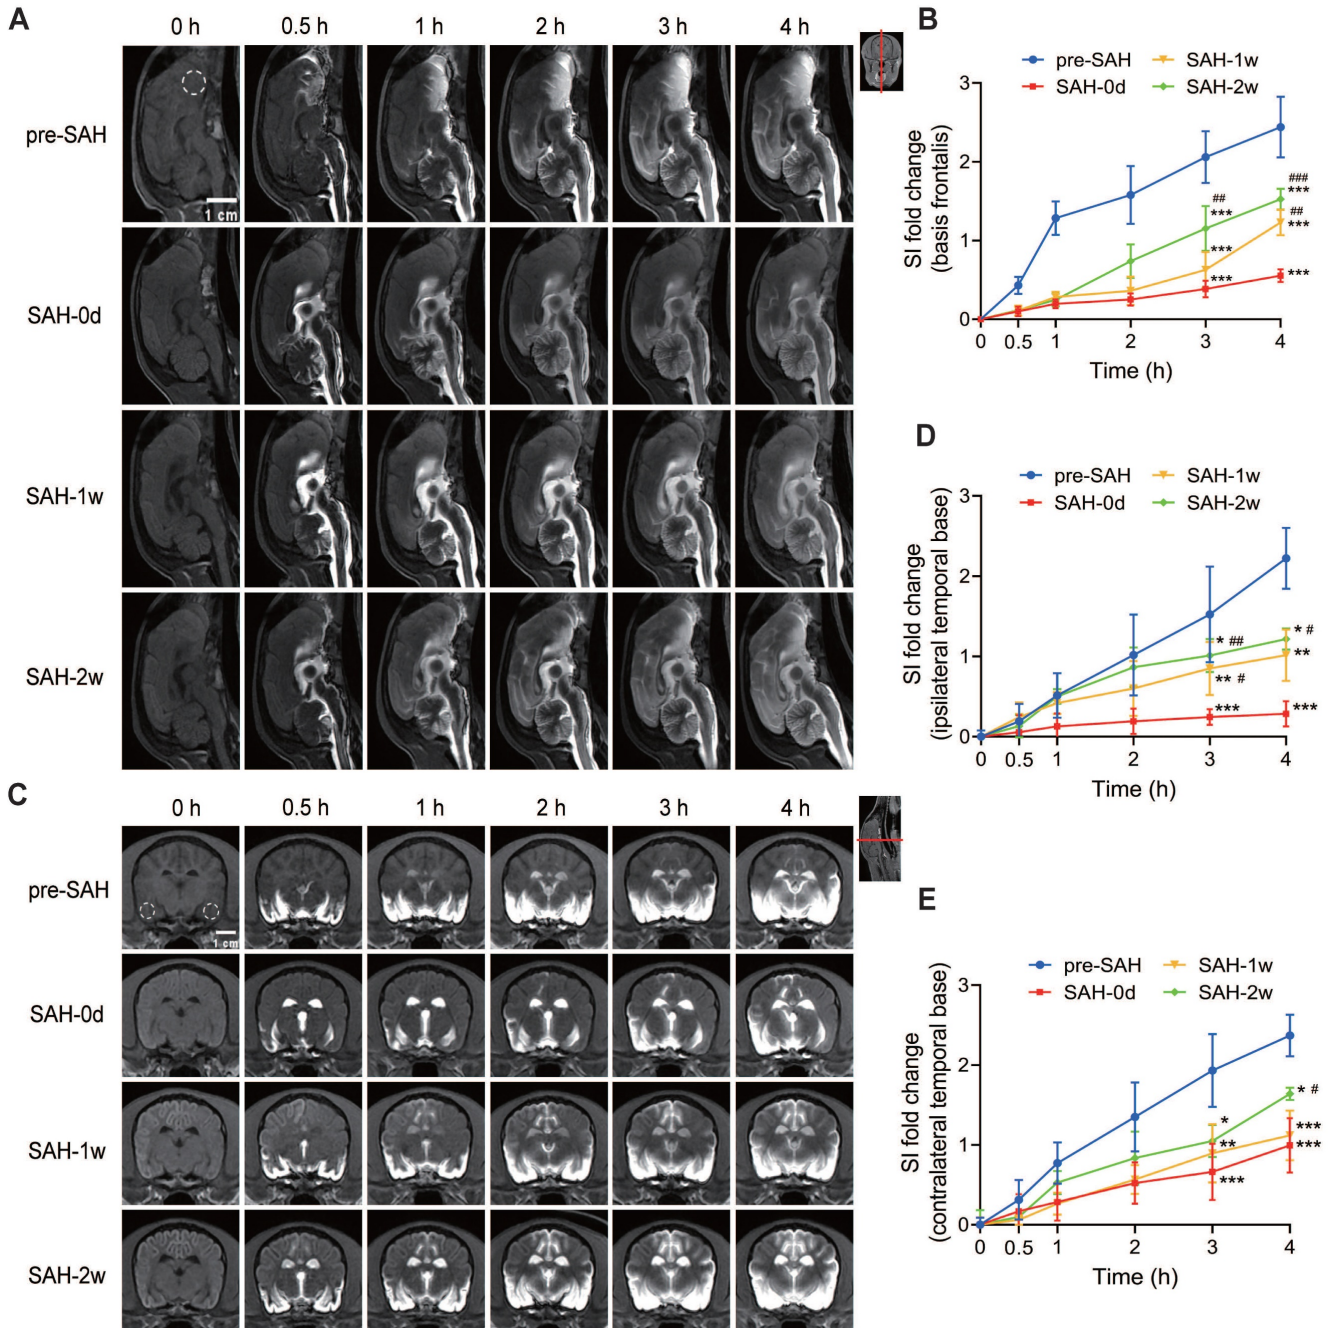 A
0 h 0.5 h 1 h 2 h 3 h 4 h
pre-SAH
1 cm
SAH-0d
SAH-1w
SAH-2w
B
pre-SAH SAH-1w
SAH-0d SAH-2w
SI fold change
(basis frontalis)
3
2
1
0
##
***
***
***
###
***
##
***
***
0 0.5 1 2 3 4
Time (h)
C
0 h 0.5 h 1 h 2 h 3 h 4 h
pre-SAH
1 cm
SAH-0d
SAH-1w
SAH-2w
D
pre-SAH SAH-1w
SAH-0d SAH-2w
SI fold change
(ipsilateral temporal base)
3
2
1
0
* ##
** #
***
* #
**
***
0 0.5 1 2 3 4
Time (h)
E
pre-SAH SAH-1w
SAH-0d SAH-2w
SI fold change
(contralateral temporal base)
3
2
1
0
*
**
***
* #
***
***
0 0.5 1 2 3 4
Time (h)